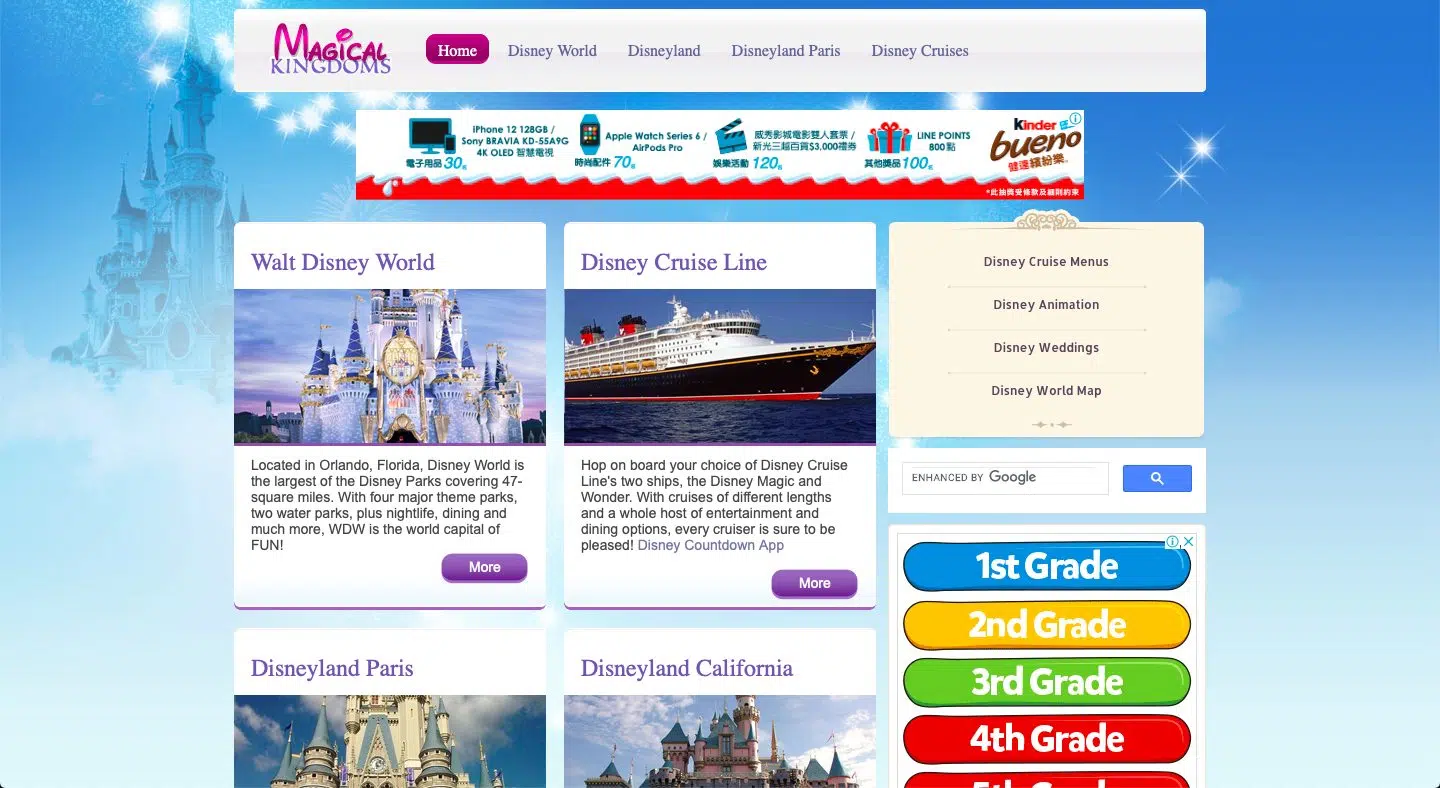 MAGICAL
KINGDOMS
Home
Disney World
Disneyland
Disneyland Paris
Disney Cruises
iPhone 12 128GB /
Sony BRAVIA KD-55A9G
4K OLED 智慧電視
電子用品 30名
Apple Watch Series 6 /
AirPods Pro
時尚配件 70名
威秀影城電影雙人套票 /
新光三越百貨$3,000禮券
娛樂活動 120名
LINE POINTS
800點
其他獎品 100名
Kinder
bueno
健達繽紛樂®
*此抽獎受條款及細則約束
Walt Disney World
Located in Orlando, Florida, Disney World is
the largest of the Disney Parks covering 47-
square miles. With four major theme parks,
two water parks, plus nightlife, dining and
much more, WDW is the world capital of
FUN!
More
Disney Cruise Line
Hop on board your choice of Disney Cruise
Line's two ships, the Disney Magic and
Wonder. With cruises of different lengths
and a whole host of entertainment and
dining options, every cruiser is sure to be
pleased! Disney Countdown App
More
Disney Cruise Menus
Disney Animation
Disney Weddings
Disney World Map
ENHANCED BY Google
1st Grade
2nd Grade
3rd Grade
4th Grade
5th Grade
Disneyland Paris
Disneyland California